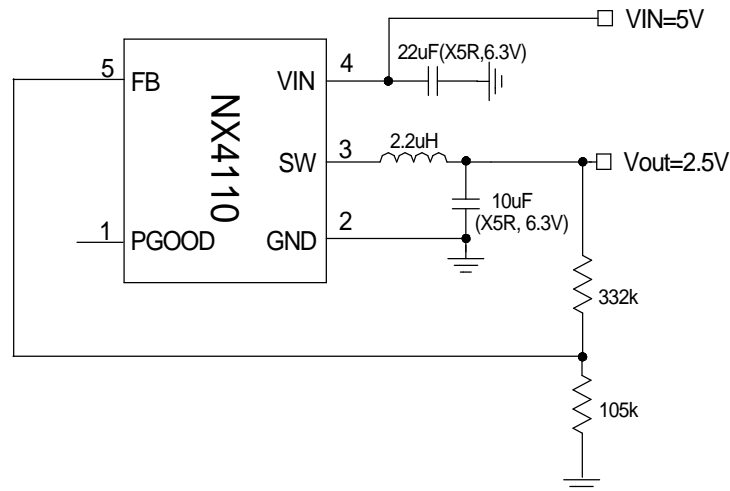 VIN=5V
22uF(X5R,6.3V)
5
FB
VIN
4
NX4110
2.2uH
SW
3
Vout=2.5V
10uF
(X5R, 6.3V)
1
PGOOD
GND
2
332k
105k